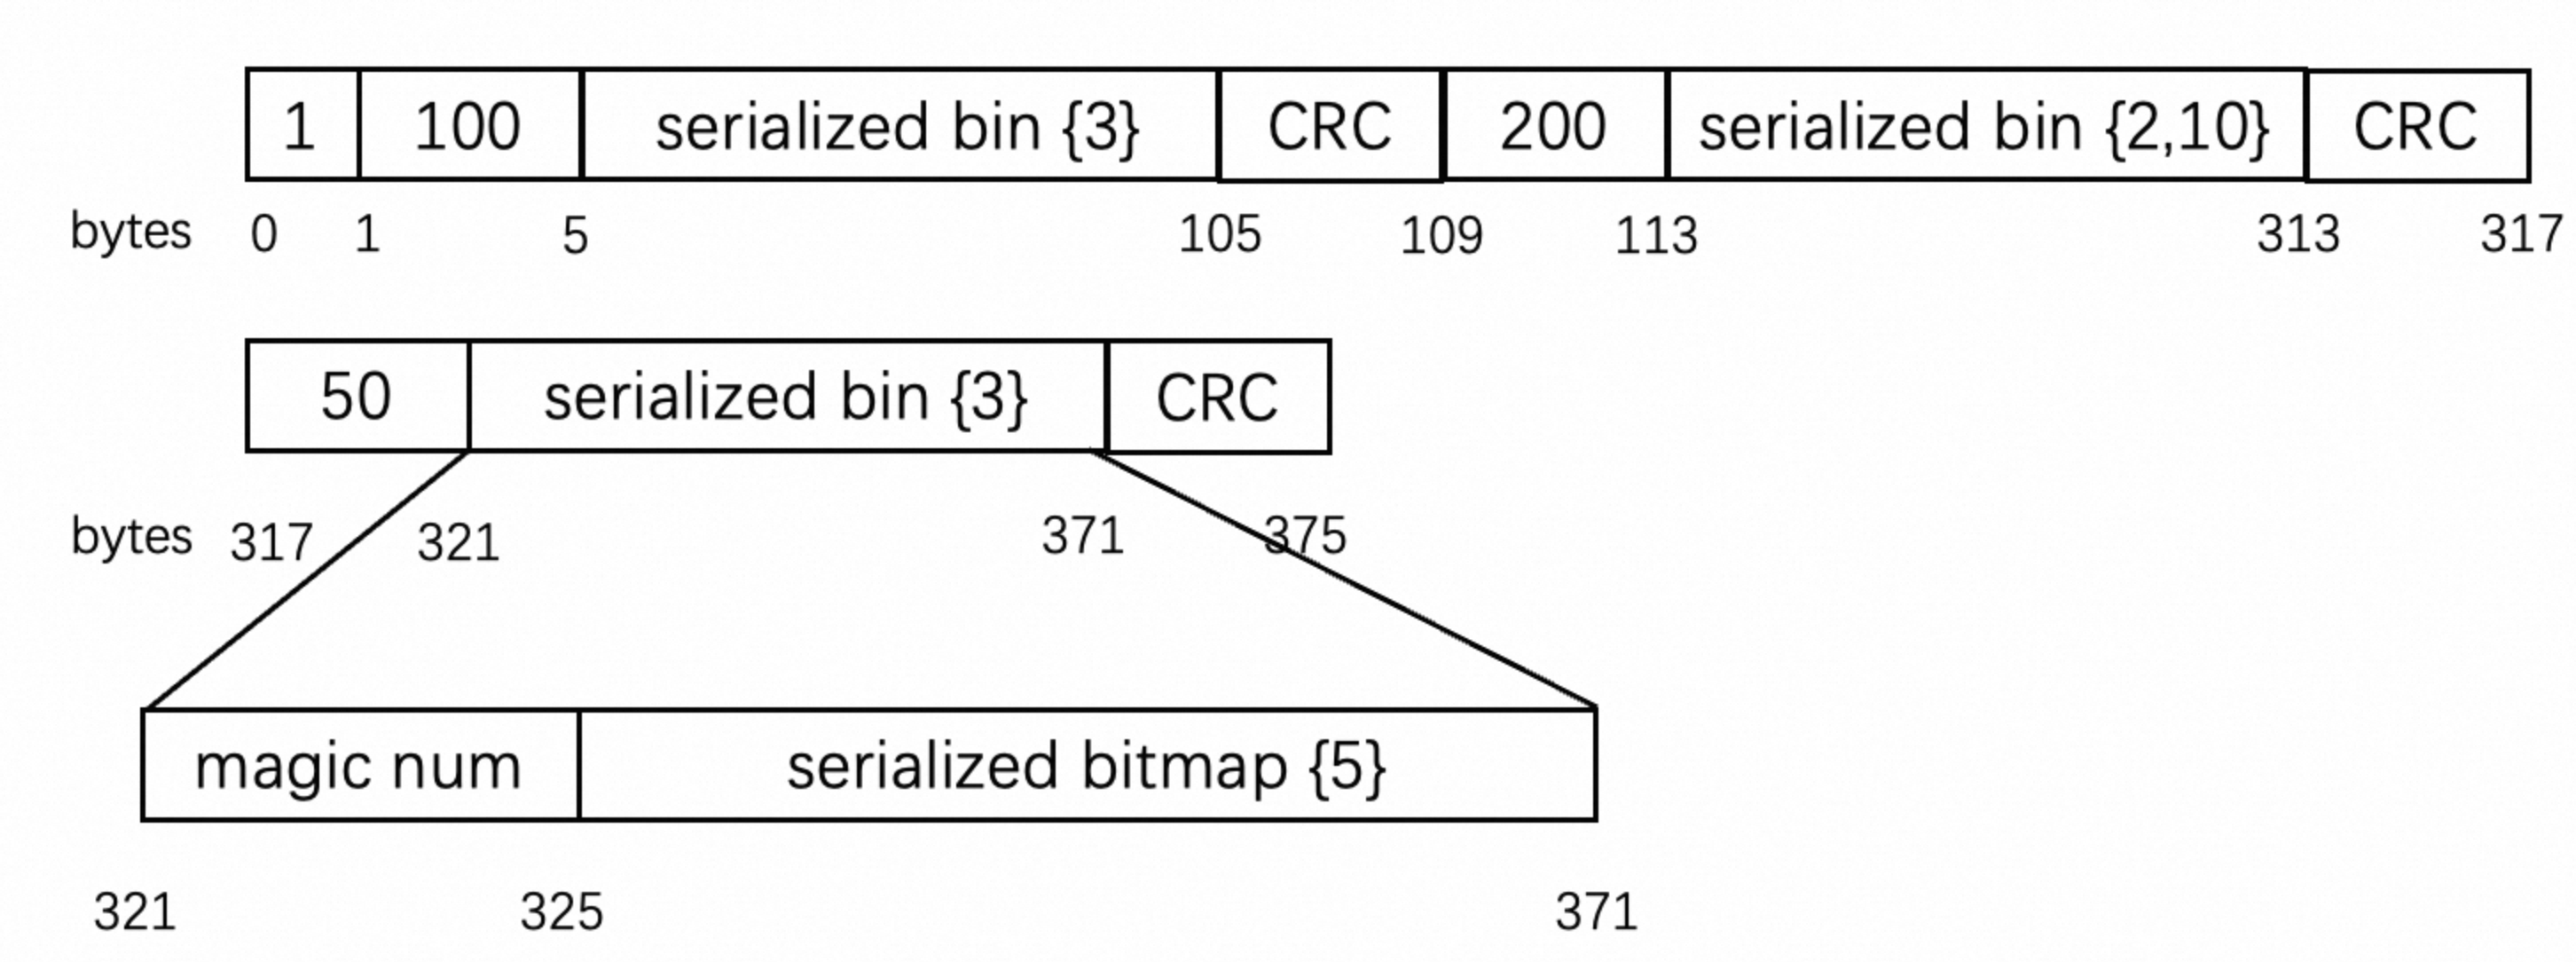 1 100 serialized bin {3} CRC 200 serialized bin {2,10} CRC
bytes 0 1 5 105 109 113 313 317
50 serialized bin {3} CRC
bytes 317 321 371 375
magic num serialized bitmap {5}
321 325 371